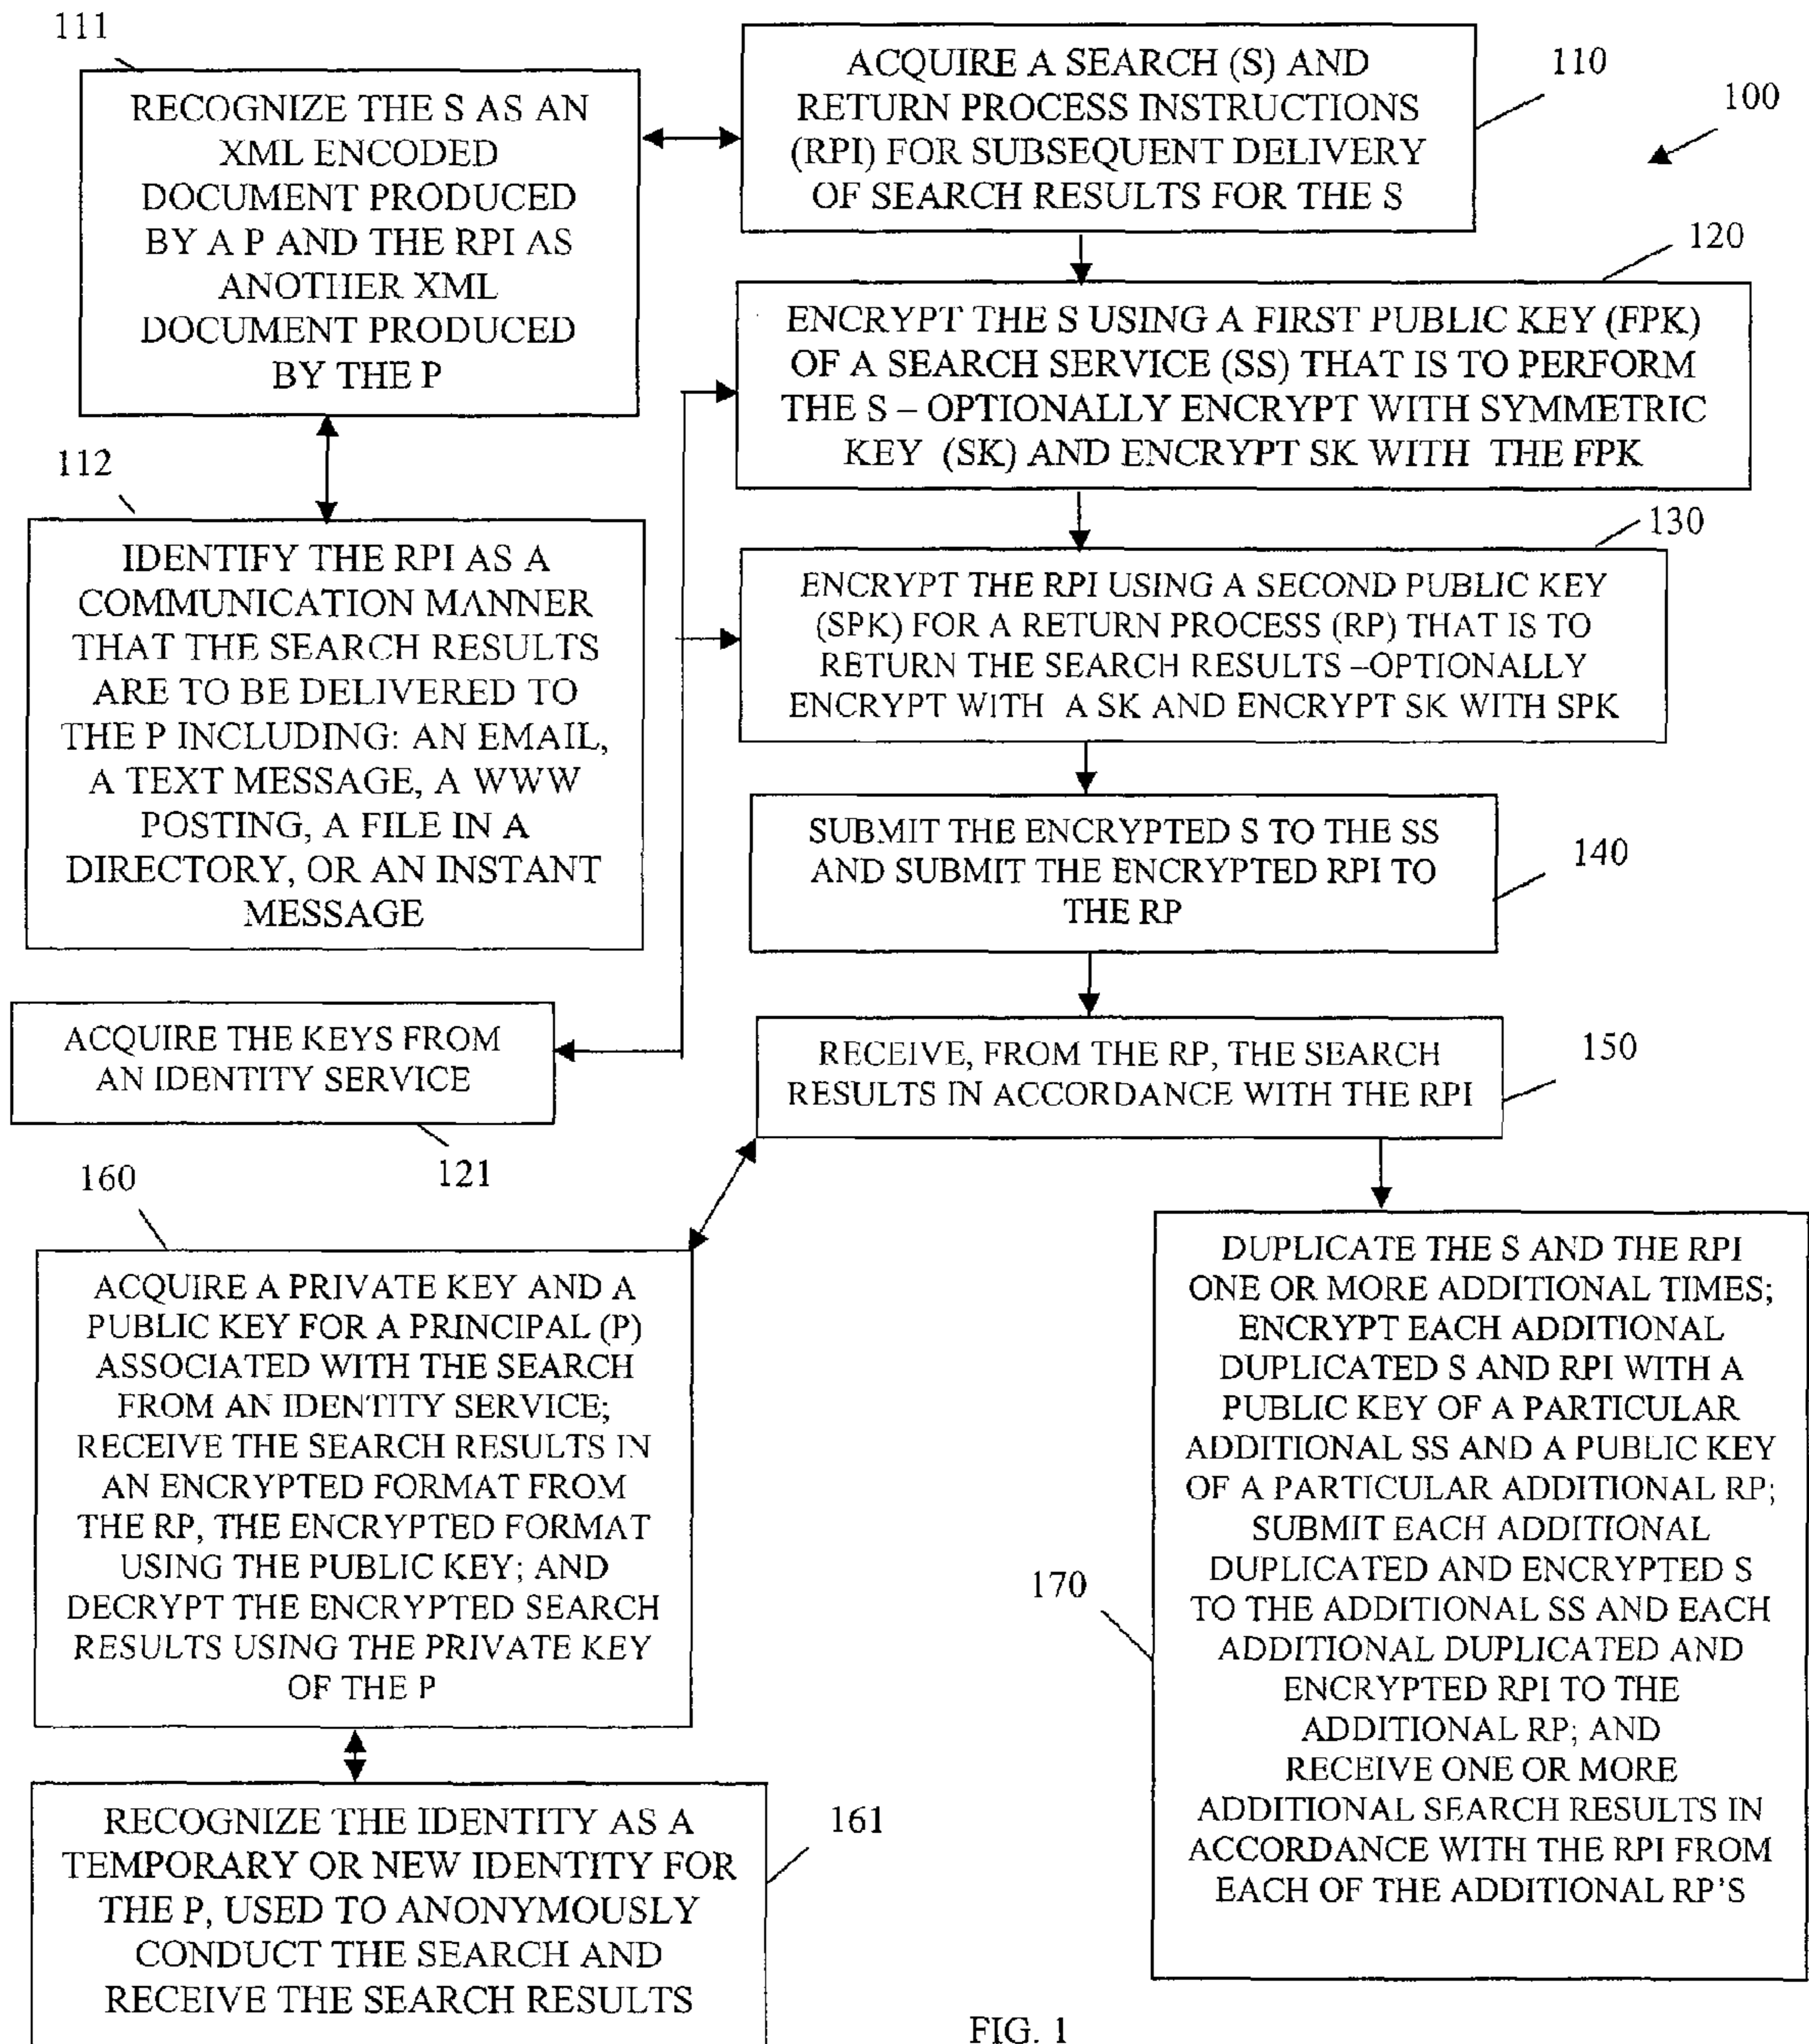 111
RECOGNIZE THE S AS AN
XML ENCODED
DOCUMENT PRODUCED
BY A P AND THE RPI AS
ANOTHER XML
DOCUMENT PRODUCED
BY THE P
ACQUIRE A SEARCH (S) AND
RETURN PROCESS INSTRUCTIONS
(RPI) FOR SUBSEQUENT DELIVERY
OF SEARCH RESULTS FOR THE S
110
100
120
ENCRYPT THE S USING A FIRST PUBLIC KEY (FPK)
OF A SEARCH SERVICE (SS) THAT IS TO PERFORM
THE S – OPTIONALLY ENCRYPT WITH SYMMETRIC
KEY (SK) AND ENCRYPT SK WITH THE FPK
112
IDENTIFY THE RPI AS A
COMMUNICATION MANNER
THAT THE SEARCH RESULTS
ARE TO BE DELIVERED TO
THE P INCLUDING: AN EMAIL,
A TEXT MESSAGE, A WWW
POSTING, A FILE IN A
DIRECTORY, OR AN INSTANT
MESSAGE
130
ENCRYPT THE RPI USING A SECOND PUBLIC KEY
(SPK) FOR A RETURN PROCESS (RP) THAT IS TO
RETURN THE SEARCH RESULTS –OPTIONALLY
ENCRYPT WITH A SK AND ENCRYPT SK WITH SPK
SUBMIT THE ENCRYPTED S TO THE SS
AND SUBMIT THE ENCRYPTED RPI TO
THE RP
140
ACQUIRE THE KEYS FROM
AN IDENTITY SERVICE
121
RECEIVE, FROM THE RP, THE SEARCH
RESULTS IN ACCORDANCE WITH THE RPI
150
160
ACQUIRE A PRIVATE KEY AND A
PUBLIC KEY FOR A PRINCIPAL (P)
ASSOCIATED WITH THE SEARCH
FROM AN IDENTITY SERVICE;
RECEIVE THE SEARCH RESULTS IN
AN ENCRYPTED FORMAT FROM
THE RP, THE ENCRYPTED FORMAT
USING THE PUBLIC KEY; AND
DECRYPT THE ENCRYPTED SEARCH
RESULTS USING THE PRIVATE KEY
OF THE P
RECOGNIZE THE IDENTITY AS A
TEMPORARY OR NEW IDENTITY FOR
THE P, USED TO ANONYMOUSLY
CONDUCT THE SEARCH AND
RECEIVE THE SEARCH RESULTS
161
170
DUPLICATE THE S AND THE RPI
ONE OR MORE ADDITIONAL TIMES;
ENCRYPT EACH ADDITIONAL
DUPLICATED S AND RPI WITH A
PUBLIC KEY OF A PARTICULAR
ADDITIONAL SS AND A PUBLIC KEY
OF A PARTICULAR ADDITIONAL RP;
SUBMIT EACH ADDITIONAL
DUPLICATED AND ENCRYPTED S
TO THE ADDITIONAL SS AND EACH
ADDITIONAL DUPLICATED AND
ENCRYPTED RPI TO THE
ADDITIONAL RP; AND
RECEIVE ONE OR MORE
ADDITIONAL SEARCH RESULTS IN
ACCORDANCE WITH THE RPI FROM
EACH OF THE ADDITIONAL RP'S
FIG. 1